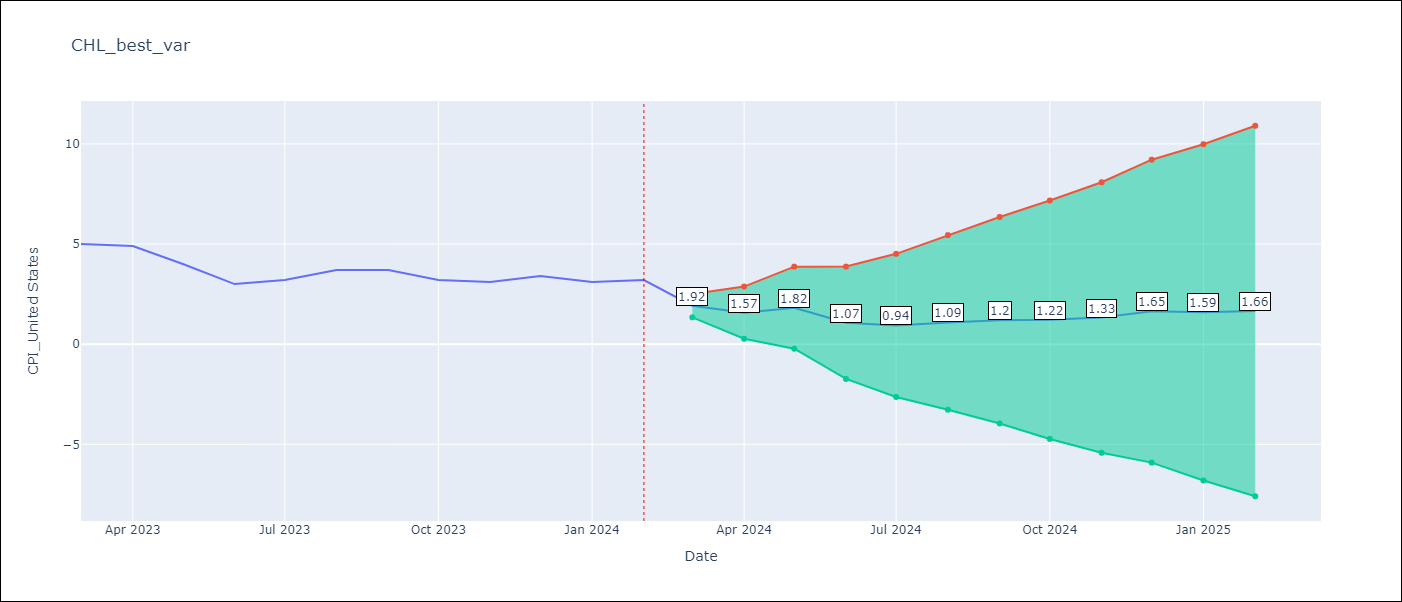 CHL_best_var
CPI_United States
10
5
0
−5
1.92
1.57
1.82
1.07
0.94
1.09
1.2
1.22
1.33
1.65
1.59
1.66
Apr 2023
Jul 2023
Oct 2023
Jan 2024
Apr 2024
Jul 2024
Oct 2024
Jan 2025
Date